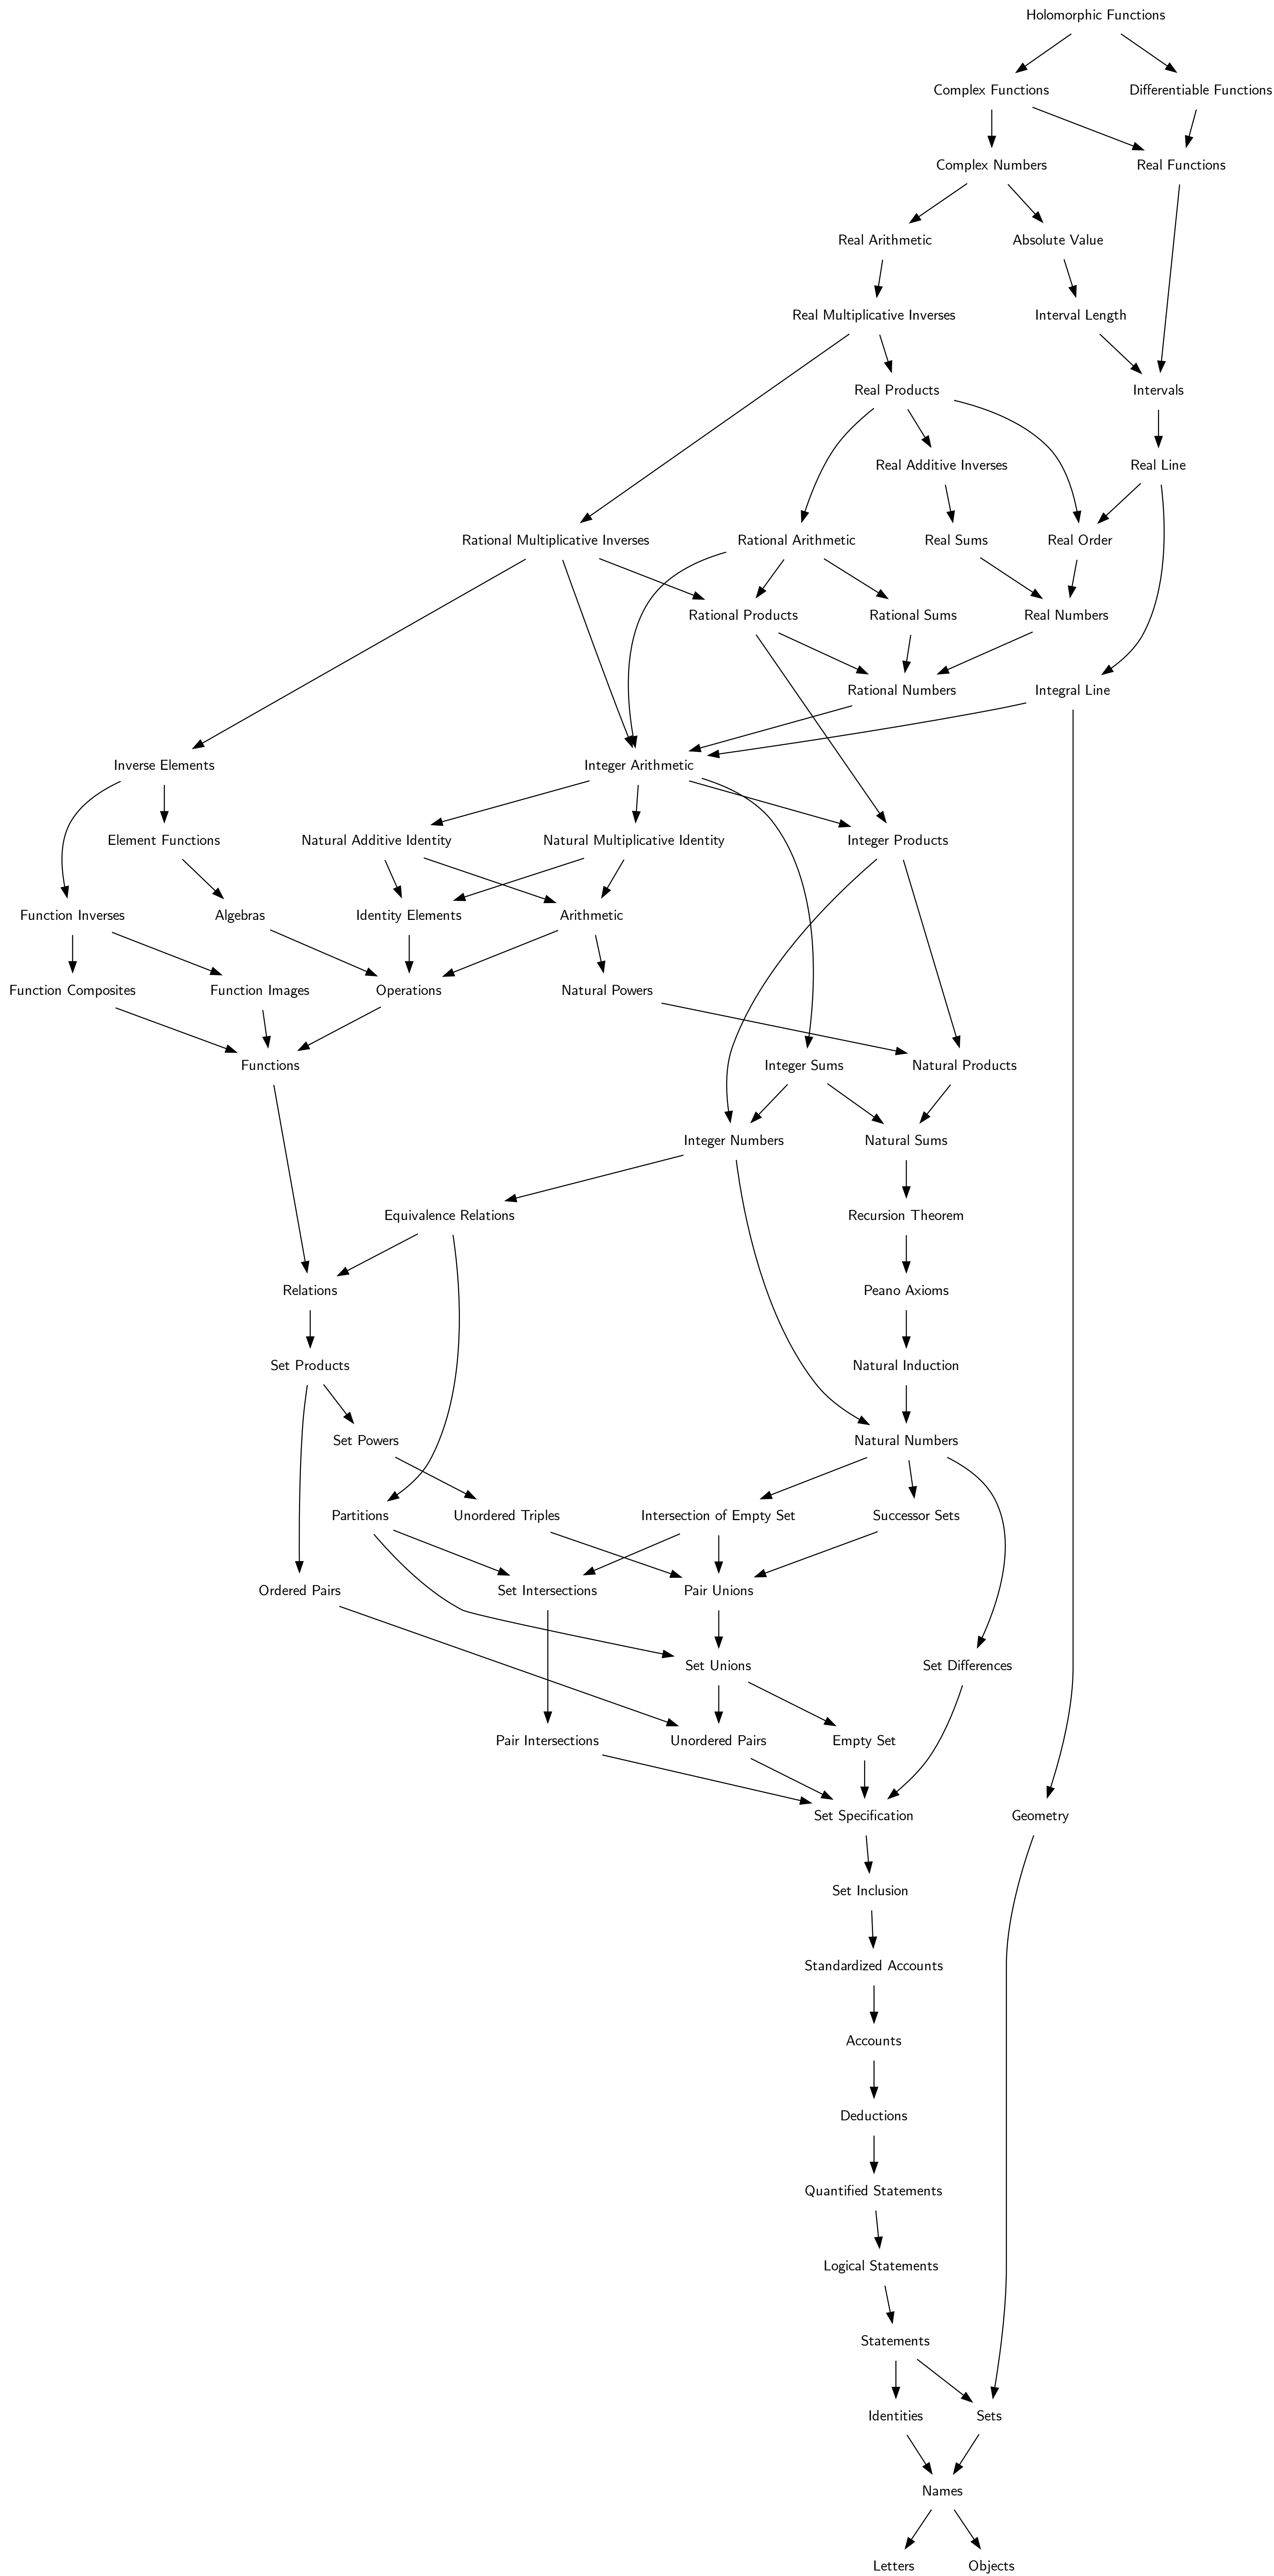 Holomorphic Functions
Complex Functions
Differentiable Functions
Complex Numbers
Real Functions
Real Arithmetic
Absolute Value
Real Multiplicative Inverses
Interval Length
Real Products
Intervals
Real Additive Inverses
Real Line
Rational Multiplicative Inverses
Rational Arithmetic
Real Sums
Real Order
Rational Products
Rational Sums
Real Numbers
Rational Numbers
Integral Line
Inverse Elements
Integer Arithmetic
Element Functions
Natural Additive Identity
Natural Multiplicative Identity
Integer Products
Function Inverses
Algebras
Identity Elements
Arithmetic
Function Composites
Function Images
Operations
Natural Powers
Functions
Integer Sums
Natural Products
Integer Numbers
Natural Sums
Equivalence Relations
Recursion Theorem
Relations
Peano Axioms
Set Products
Natural Induction
Set Powers
Natural Numbers
Partitions
Unordered Triples
Intersection of Empty Set
Successor Sets
Ordered Pairs
Set Intersections
Pair Unions
Set Unions
Set Differences
Pair Intersections
Unordered Pairs
Empty Set
Set Specification
Geometry
Set Inclusion
Standardized Accounts
Accounts
Deductions
Quantified Statements
Logical Statements
Statements
Identities
Sets
Names
Letters
Objects